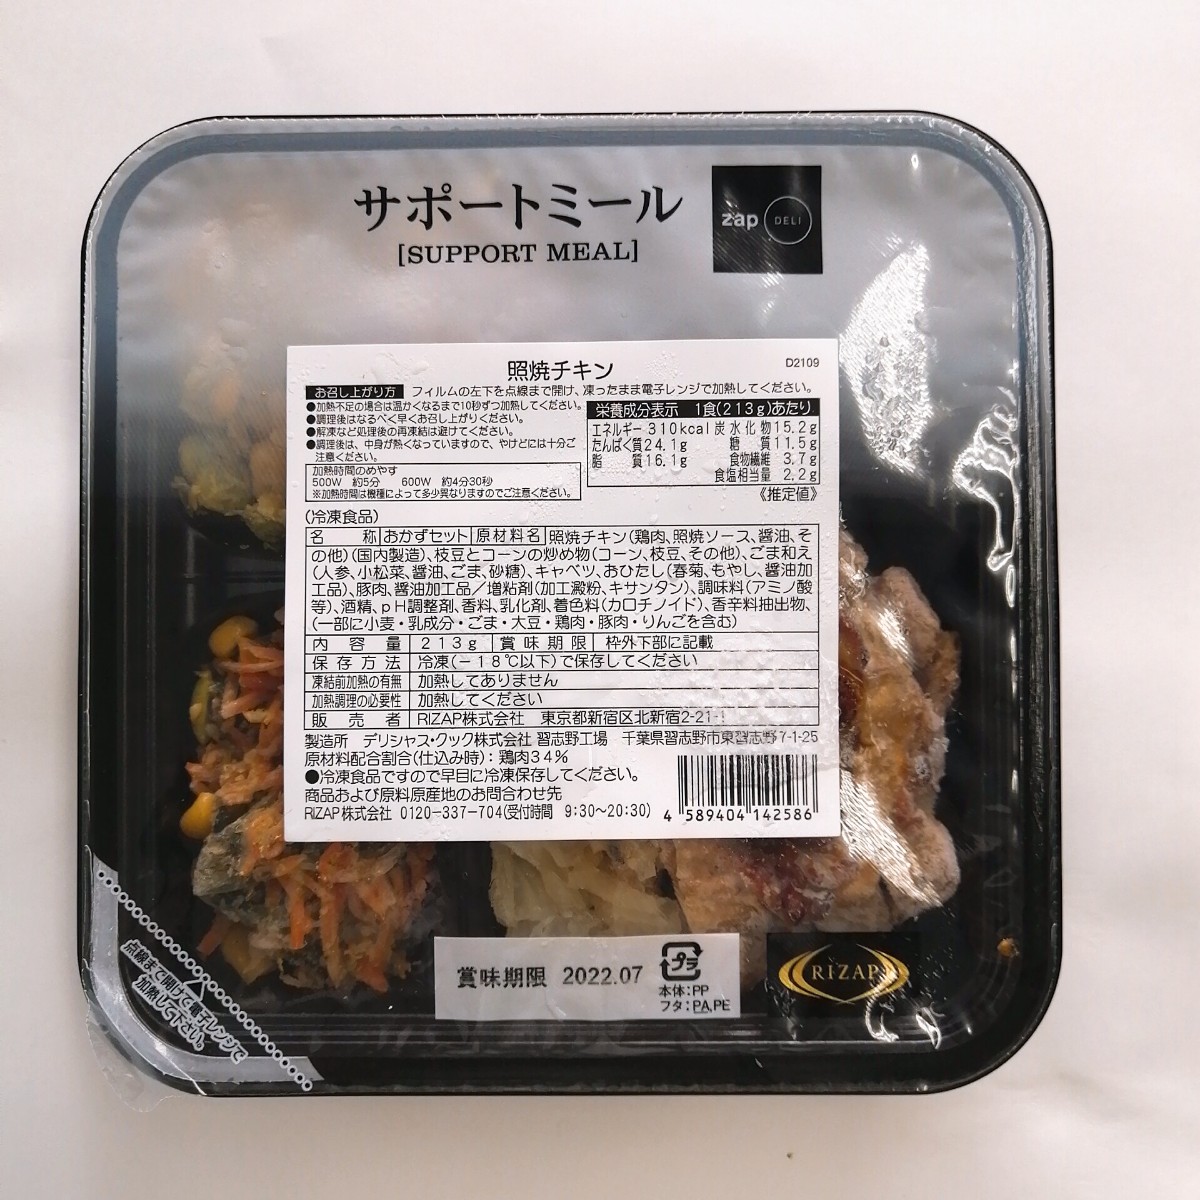 サポートミール
[SUPPORT MEAL]
zap DELI
照焼チキン
D2109
お召し上がり方 フィルムの左下を点線まで開け、凍ったまま電子レンジで加熱してください。
●加熱不足の場合は温かくなるまで10秒ずつ加熱してください。
●調理後はなるべく早くお召し上がりください。
●解凍など処理後の再凍結は避けてください。
●調理後は、中身が熱くなっていますので、やけどには十分ご
注意ください。
加熱時間のめやす
500W 約5分 600W 約4分30秒
※加熱時間は機種によって多少異なりますのでご注意ください。
栄養成分表示 1食(213g)あたり
エネルギー 310kcal 炭水化物 15.2g
たんぱく質 24.1g 糖質 11.5g
脂質 16.1g 食物繊維 3.7g
食塩相当量 2.2g
《推定値》
(冷凍食品)
名称 おかずセット 原材料名 照焼チキン(鶏肉、照焼ソース、醤油、そ
の他)(国内製造)、枝豆とコーンの炒め物(コーン、枝豆、その他)、ごま和え
(人参、小松菜、醤油、ごま、砂糖)、キャベツ、おひたし(春菊、もやし、醤油加
工品)、豚肉、醤油加工品/増粘剤(加工澱粉、キサンタン)、調味料(アミノ酸
等)、酒精、pH調整剤、香料、乳化剤、着色料(カロチノイド)、香辛料抽出物、
(一部に小麦・乳成分・ごま・大豆・鶏肉・豚肉・りんごを含む)
内容量 213g 賞味期限 枠外下部に記載
保存方法 冷凍(-18℃以下)で保存してください
凍結前加熱の有無 加熱してありません
加熱調理の必要性 加熱してください
販売者 RIZAP株式会社 東京都新宿区北新宿2-21-1
製造所 デリシャス・クック株式会社 習志野工場 千葉県習志野市東習志野7-1-25
原材料配合割合(仕込み時):鶏肉34%
●冷凍食品ですので早目に冷凍保存してください。
商品および原料原産地のお問合わせ先
RIZAP株式会社 0120-337-704(受付時間 9:30〜20:30)
4 589404 142586
賞味期限 2022.07
プラ
本体:PP
フタ:PA,PE
RIZAP
点線まで開けて電子レンジで
加熱して下さい。